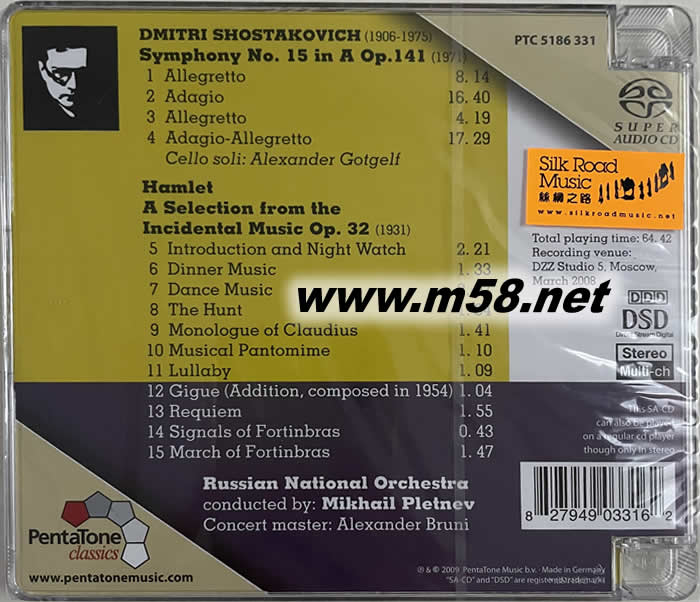 DMITRI SHOSTAKOVICH (1906-1975)
Symphony No. 15 in A Op.141 (1971)
1 Allegretto 8. 14
2 Adagio 16. 40
3 Allegretto 4. 19
4 Adagio-Allegretto 17. 29
Cello soli: Alexander Gotgelf
Hamlet
A Selection from the
Incidental Music Op. 32 (1931)
5 Introduction and Night Watch 2. 21
6 Dinner Music 1. 33
7 Dance Music
8 The Hunt
9 Monologue of Claudius 1. 41
10 Musical Pantomime 1. 10
11 Lullaby 1. 09
12 Gigue (Addition, composed in 1954) 1. 04
13 Requiem 1. 55
14 Signals of Fortinbras 0. 43
15 March of Fortinbras 1. 47
Russian National Orchestra
conducted by: Mikhail Pletnev
Concert master: Alexander Bruni
PTC 5186 331
SUPER
AUDIO CD
Silk Road
Music
絲綢之路
www.silkroadmusic.net
Total playing time: 64. 42
Recording venue:
DZZ Studio 5, Moscow,
March 2008
www.m58.net
DDD
DSD
Direct Stream Digital
Stereo
Multi-ch
This SA-CD
can also be played
on a regular cd player
though only in stereo
8 27949 03316 2
PentaTone
classics
www.pentatonemusic.com
℗ & © 2009 PentaTone Music b.v. · Made in Germany
"SA-CD" and "DSD" are registered trademarks